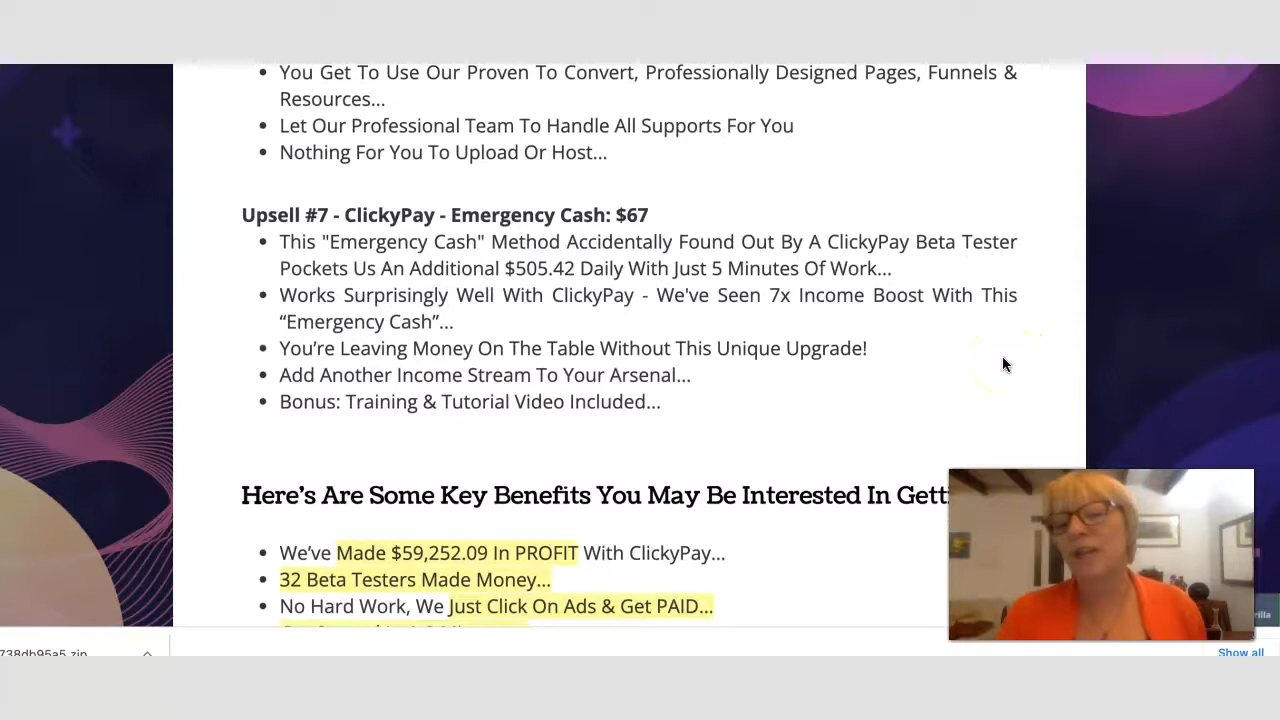 You Get To Use Our Proven To Convert, Professionally Designed Pages, Funnels &
Resources...
Let Our Professional Team To Handle All Supports For You
Nothing For You To Upload Or Host...
Upsell #7 - ClickyPay - Emergency Cash: $67
This "Emergency Cash" Method Accidentally Found Out By A ClickyPay Beta Tester
Pockets Us An Additional $505.42 Daily With Just 5 Minutes Of Work...
Works Surprisingly Well With ClickyPay - We've Seen 7x Income Boost With This
“Emergency Cash”...
You’re Leaving Money On The Table Without This Unique Upgrade!
Add Another Income Stream To Your Arsenal...
Bonus: Training & Tutorial Video Included...
Here’s Are Some Key Benefits You May Be Interested In Getti
We’ve Made $59,252.09 In PROFIT With ClickyPay...
32 Beta Testers Made Money...
No Hard Work, We Just Click On Ads & Get PAID...
738db95a5.zip
Show all